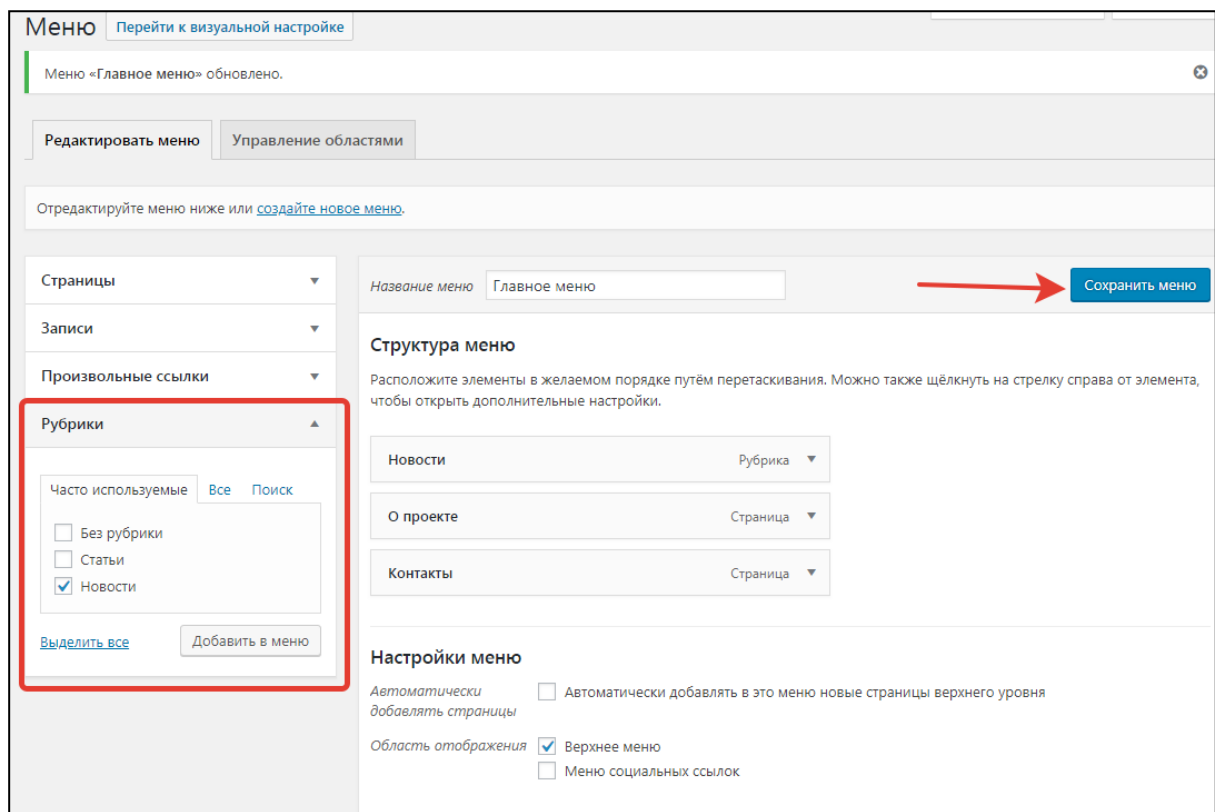 Меню Перейти к визуальной настройке
Меню «Главное меню» обновлено.
Редактировать меню Управление областями
Отредактируйте меню ниже или создайте новое меню.
Страницы
Записи
Произвольные ссылки
Рубрики
Часто используемые Все Поиск
Без рубрики
Статьи
Новости
Выделить все Добавить в меню
Название меню Главное меню Сохранить меню
Структура меню
Расположите элементы в желаемом порядке путём перетаскивания. Можно также щёлкнуть на стрелку справа от элемента,
чтобы открыть дополнительные настройки.
Новости Рубрика
О проекте Страница
Контакты Страница
Настройки меню
Автоматически
добавлять страницы
Автоматически добавлять в это меню новые страницы верхнего уровня
Область отображения Верхнее меню
Меню социальных ссылок